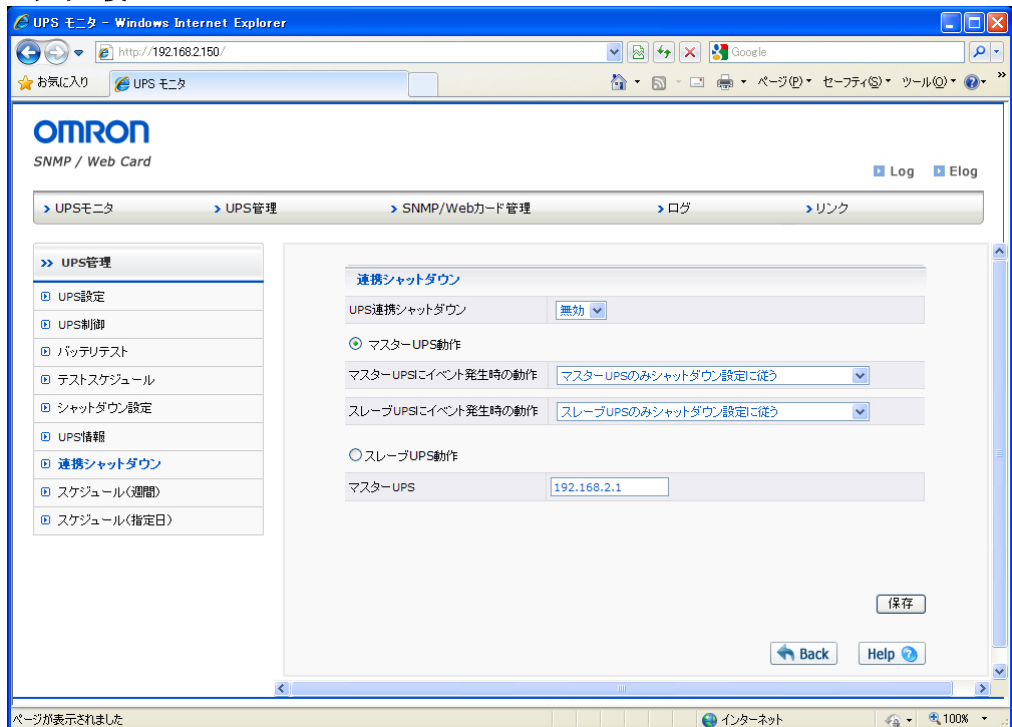 UPS モニタ - Windows Internet Explorer
http://192.168.2.150/
Google
お気に入り
UPS モニタ
ページ(P)
セーフティ(S)
ツール(O)
»
OMRON
SNMP / Web Card
Log
Elog
UPSモニタ
UPS管理
SNMP/Webカード管理
ログ
リンク
UPS管理
UPS設定
UPS制御
バッテリテスト
テストスケジュール
シャットダウン設定
UPS情報
連携シャットダウン
スケジュール(週間)
スケジュール(指定日)
連携シャットダウン
UPS連携シャットダウン 無効
マスターUPS動作
マスターUPSにイベント発生時の動作 マスターUPSのみシャットダウン設定に従う
スレーブUPSにイベント発生時の動作 スレーブUPSのみシャットダウン設定に従う
スレーブUPS動作
マスターUPS 192.168.2.1
保存
Back
Help
ページが表示されました
インターネット
100%